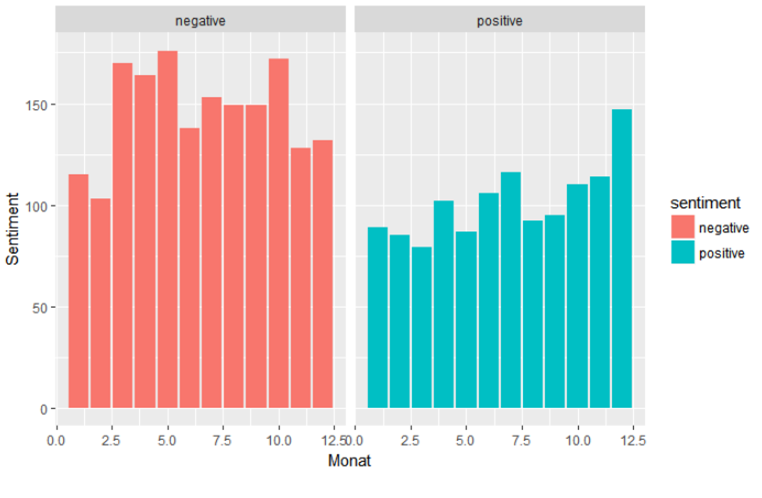 negative positive
150
100
50
0
Sentiment
0.0 2.5 5.0 7.5 10.0 12.5 0.0 2.5 5.0 7.5 10.0 12.5
Monat
sentiment
negative
positive